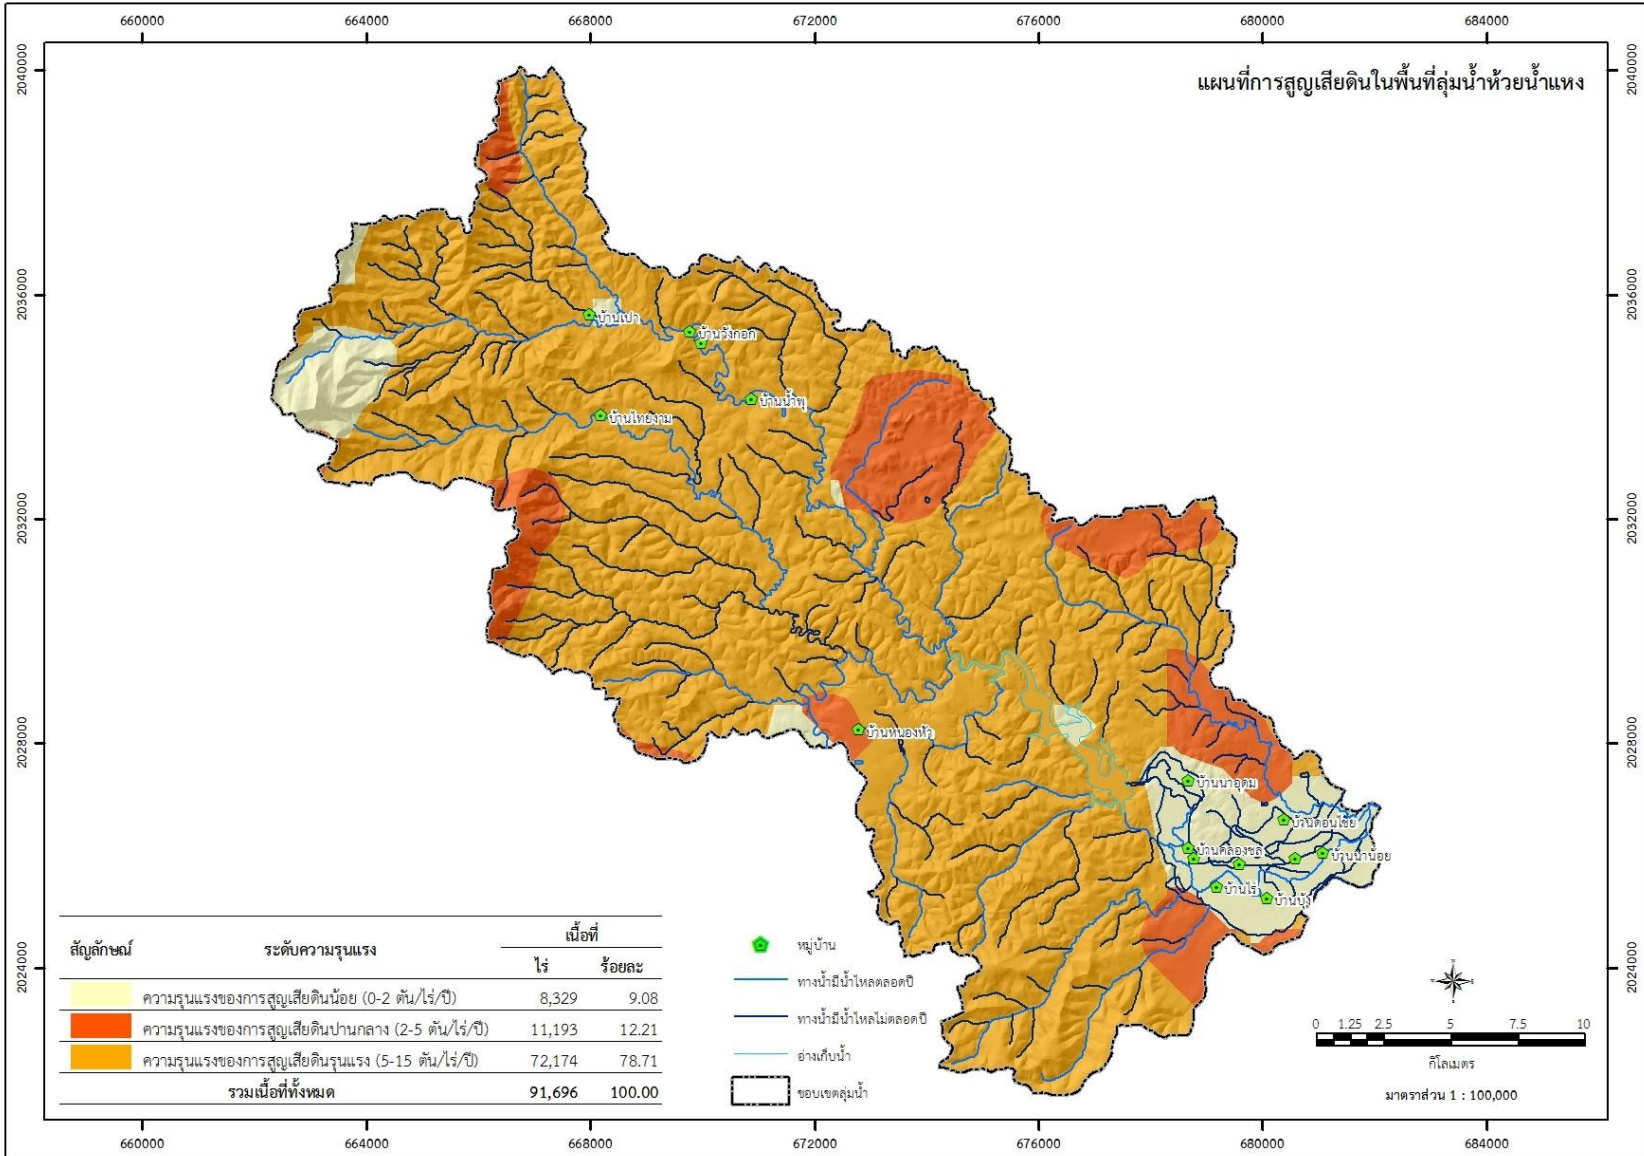 660000 664000 668000 672000 676000 680000 684000
2040000 2040000
แผนที่การสูญเสียดินในพื้นที่ลุ่มน้ำห้วยน้ำแหง
2036000 2036000
บ้านเปา
บ้านวังกอก
บ้านน้ำพุ
บ้านไทยงาม
2032000 2032000
2028000 2028000
บ้านหนองหัว
บ้านนาอุดม
บ้านดอนไชย
บ้านคลองชล
บ้านนาน้อย
บ้านไร่
บ้านบุ้ง
2024000 2024000
สัญลักษณ์ ระดับความรุนแรง เนื้อที่
ไร่ ร้อยละ
ความรุนแรงของการสูญเสียดินน้อย (0-2 ตัน/ไร่/ปี) 8,329 9.08
ความรุนแรงของการสูญเสียดินปานกลาง (2-5 ตัน/ไร่/ปี) 11,193 12.21
ความรุนแรงของการสูญเสียดินรุนแรง (5-15 ตัน/ไร่/ปี) 72,174 78.71
รวมเนื้อที่ทั้งหมด 91,696 100.00
หมู่บ้าน
ทางน้ำมีน้ำไหลตลอดปี
ทางน้ำมีน้ำไหลไม่ตลอดปี
อ่างเก็บน้ำ
ขอบเขตลุ่มน้ำ
0 1.25 2.5 5 7.5 10
กิโลเมตร
มาตราส่วน 1 : 100,000
660000 664000 668000 672000 676000 680000 684000